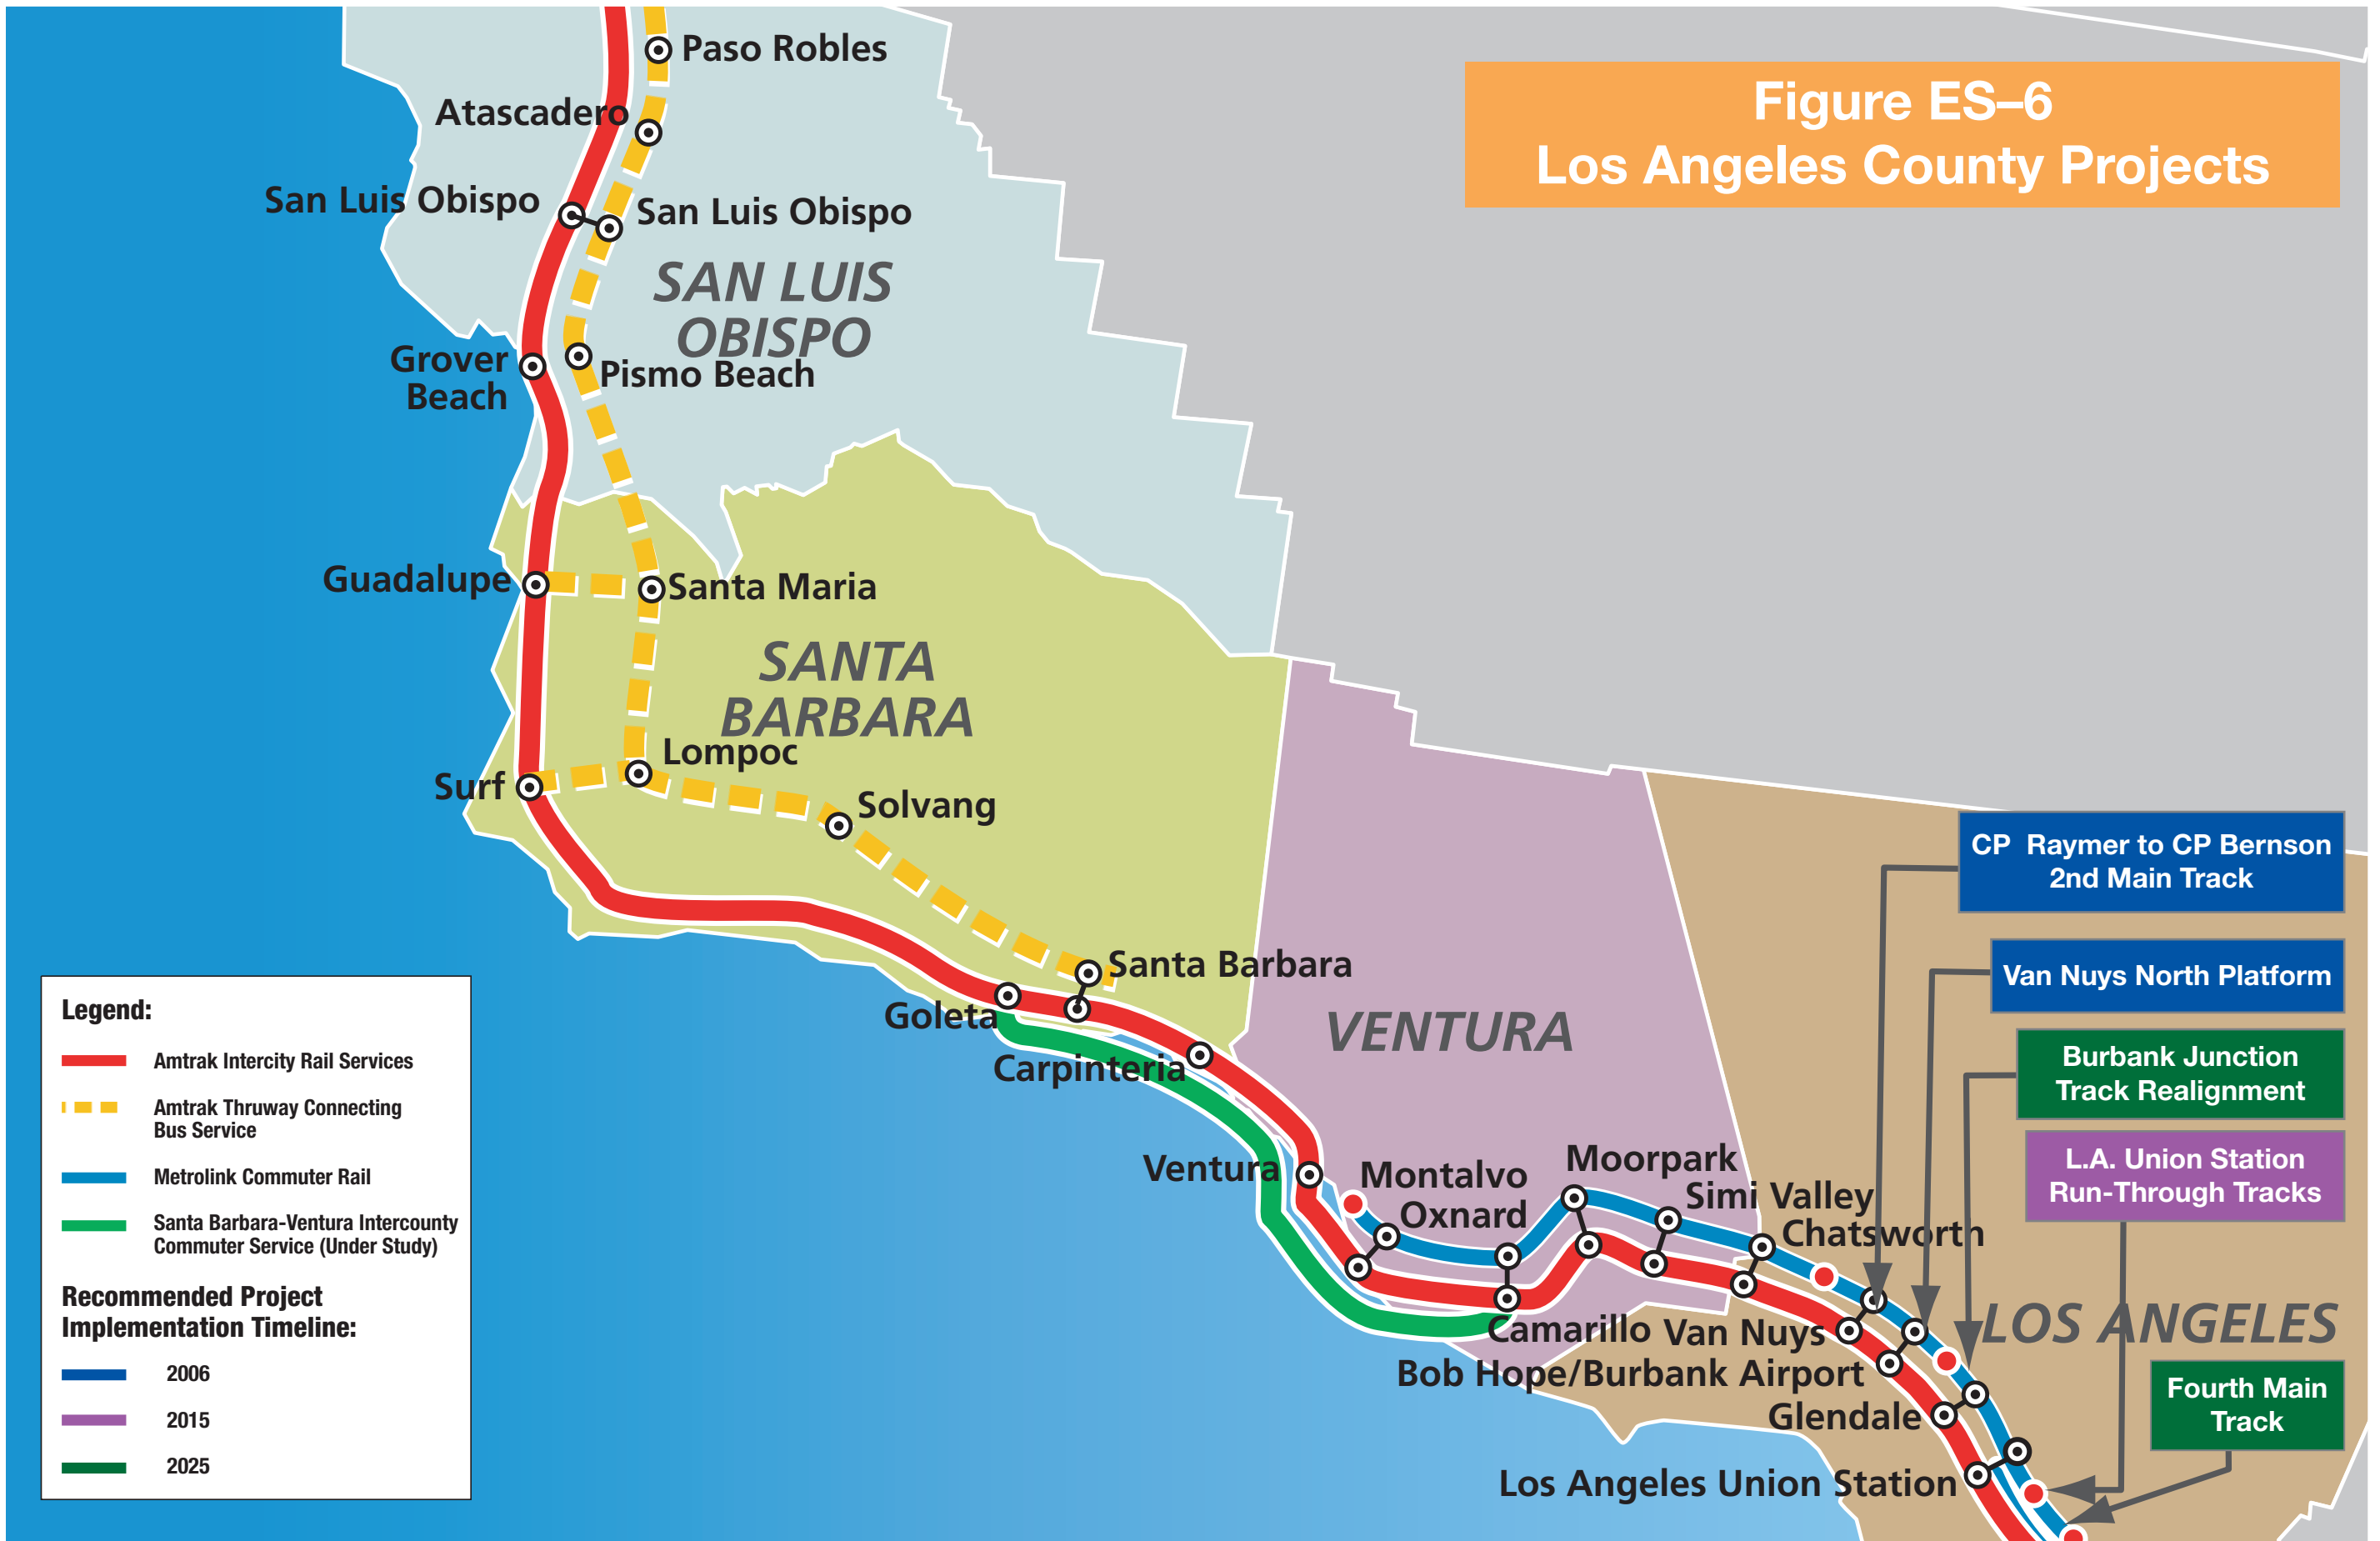 Figure ES–6
Los Angeles County Projects
Paso Robles
Atascadero
San Luis Obispo
San Luis Obispo
SAN LUIS
OBISPO
Grover
Beach
Pismo Beach
Guadalupe
Santa Maria
SANTA
BARBARA
Lompoc
Surf
Solvang
Santa Barbara
Goleta
Carpinteria
VENTURA
Ventura
Montalvo
Oxnard
Moorpark
Simi Valley
Chatsworth
Camarillo
Van Nuys
Bob Hope/Burbank Airport
Glendale
Los Angeles Union Station
LOS ANGELES
CP Raymer to CP Bernson
2nd Main Track
Van Nuys North Platform
Burbank Junction
Track Realignment
L.A. Union Station
Run-Through Tracks
Fourth Main
Track
Legend:
Amtrak Intercity Rail Services
Amtrak Thruway Connecting
Bus Service
Metrolink Commuter Rail
Santa Barbara-Ventura Intercounty
Commuter Service (Under Study)
Recommended Project
Implementation Timeline:
2006
2015
2025